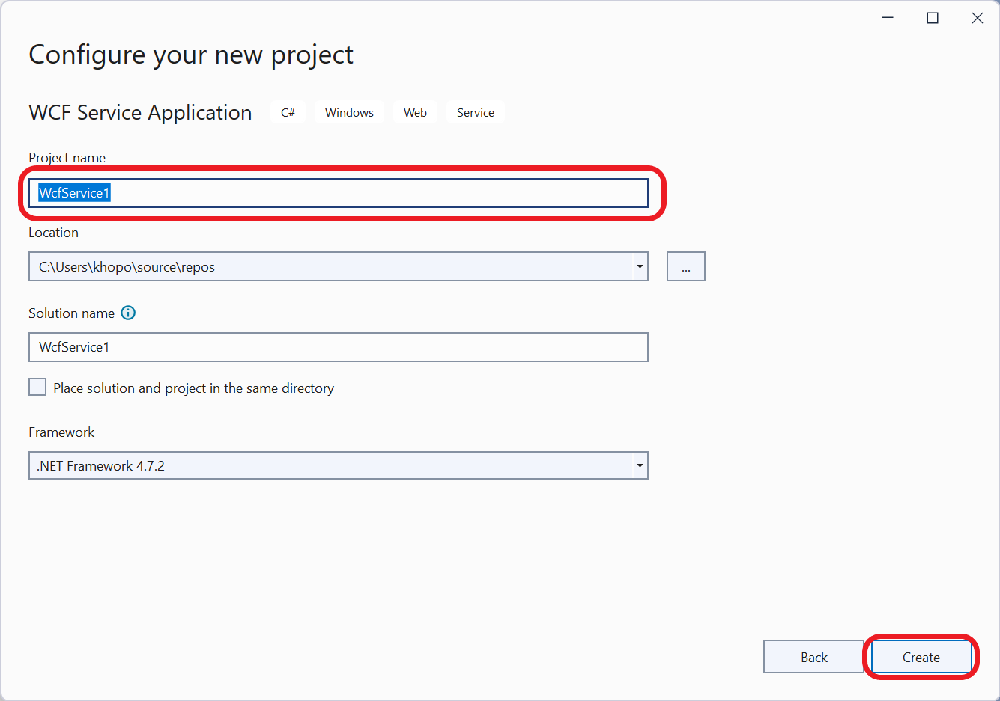 Configure your new project
WCF Service Application C# Windows Web Service
Project name
WcfService1
Location
C:\Users\khopo\source\repos
...
Solution name
WcfService1
Place solution and project in the same directory
Framework
.NET Framework 4.7.2
Back Create